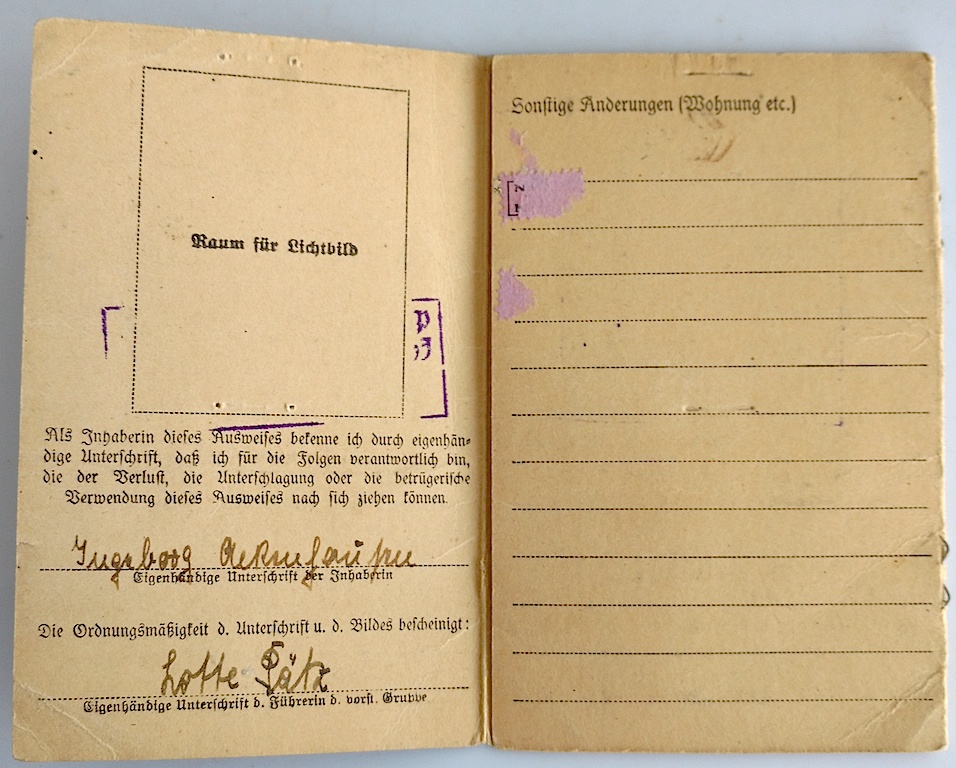 Raum für Lichtbild
Als Inhaberin dieses Ausweises bekenne ich durch eigenhän-
dige Unterschrift, daß ich für die Folgen verantwortlich bin,
die der Verlust, die Unterschlagung oder die betrügerische
Verwendung dieses Ausweises nach sich ziehen können.
Ingeborg
Eigenhändige Unterschrift der Inhaberin
Die Ordnungsmäßigkeit d. Unterschrift u. d. Bildes bescheinigt:
Lotte Pätz
Eigenhändige Unterschrift d. Führerin d. vorst. Gruppe
Sonstige Änderungen (Wohnung etc.)